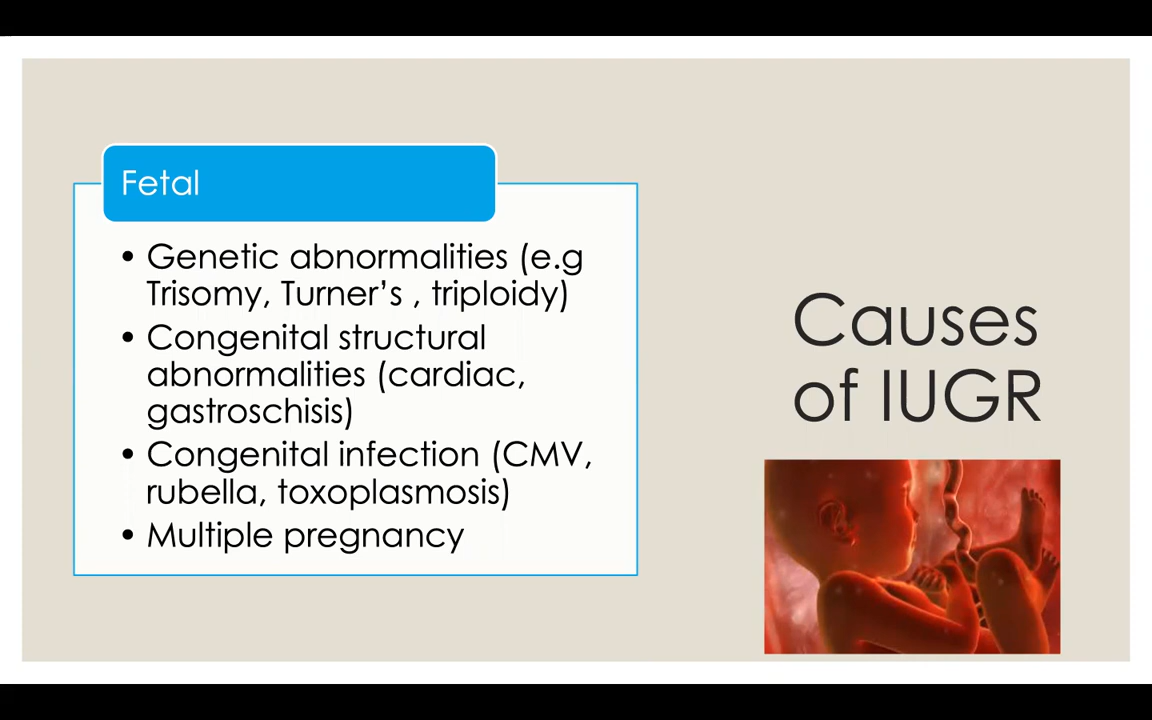 Fetal
• Genetic abnormalities (e.g
Trisomy, Turner’s , triploidy)
• Congenital structural
abnormalities (cardiac,
gastroschisis)
• Congenital infection (CMV,
rubella, toxoplasmosis)
• Multiple pregnancy
Causes
of IUGR